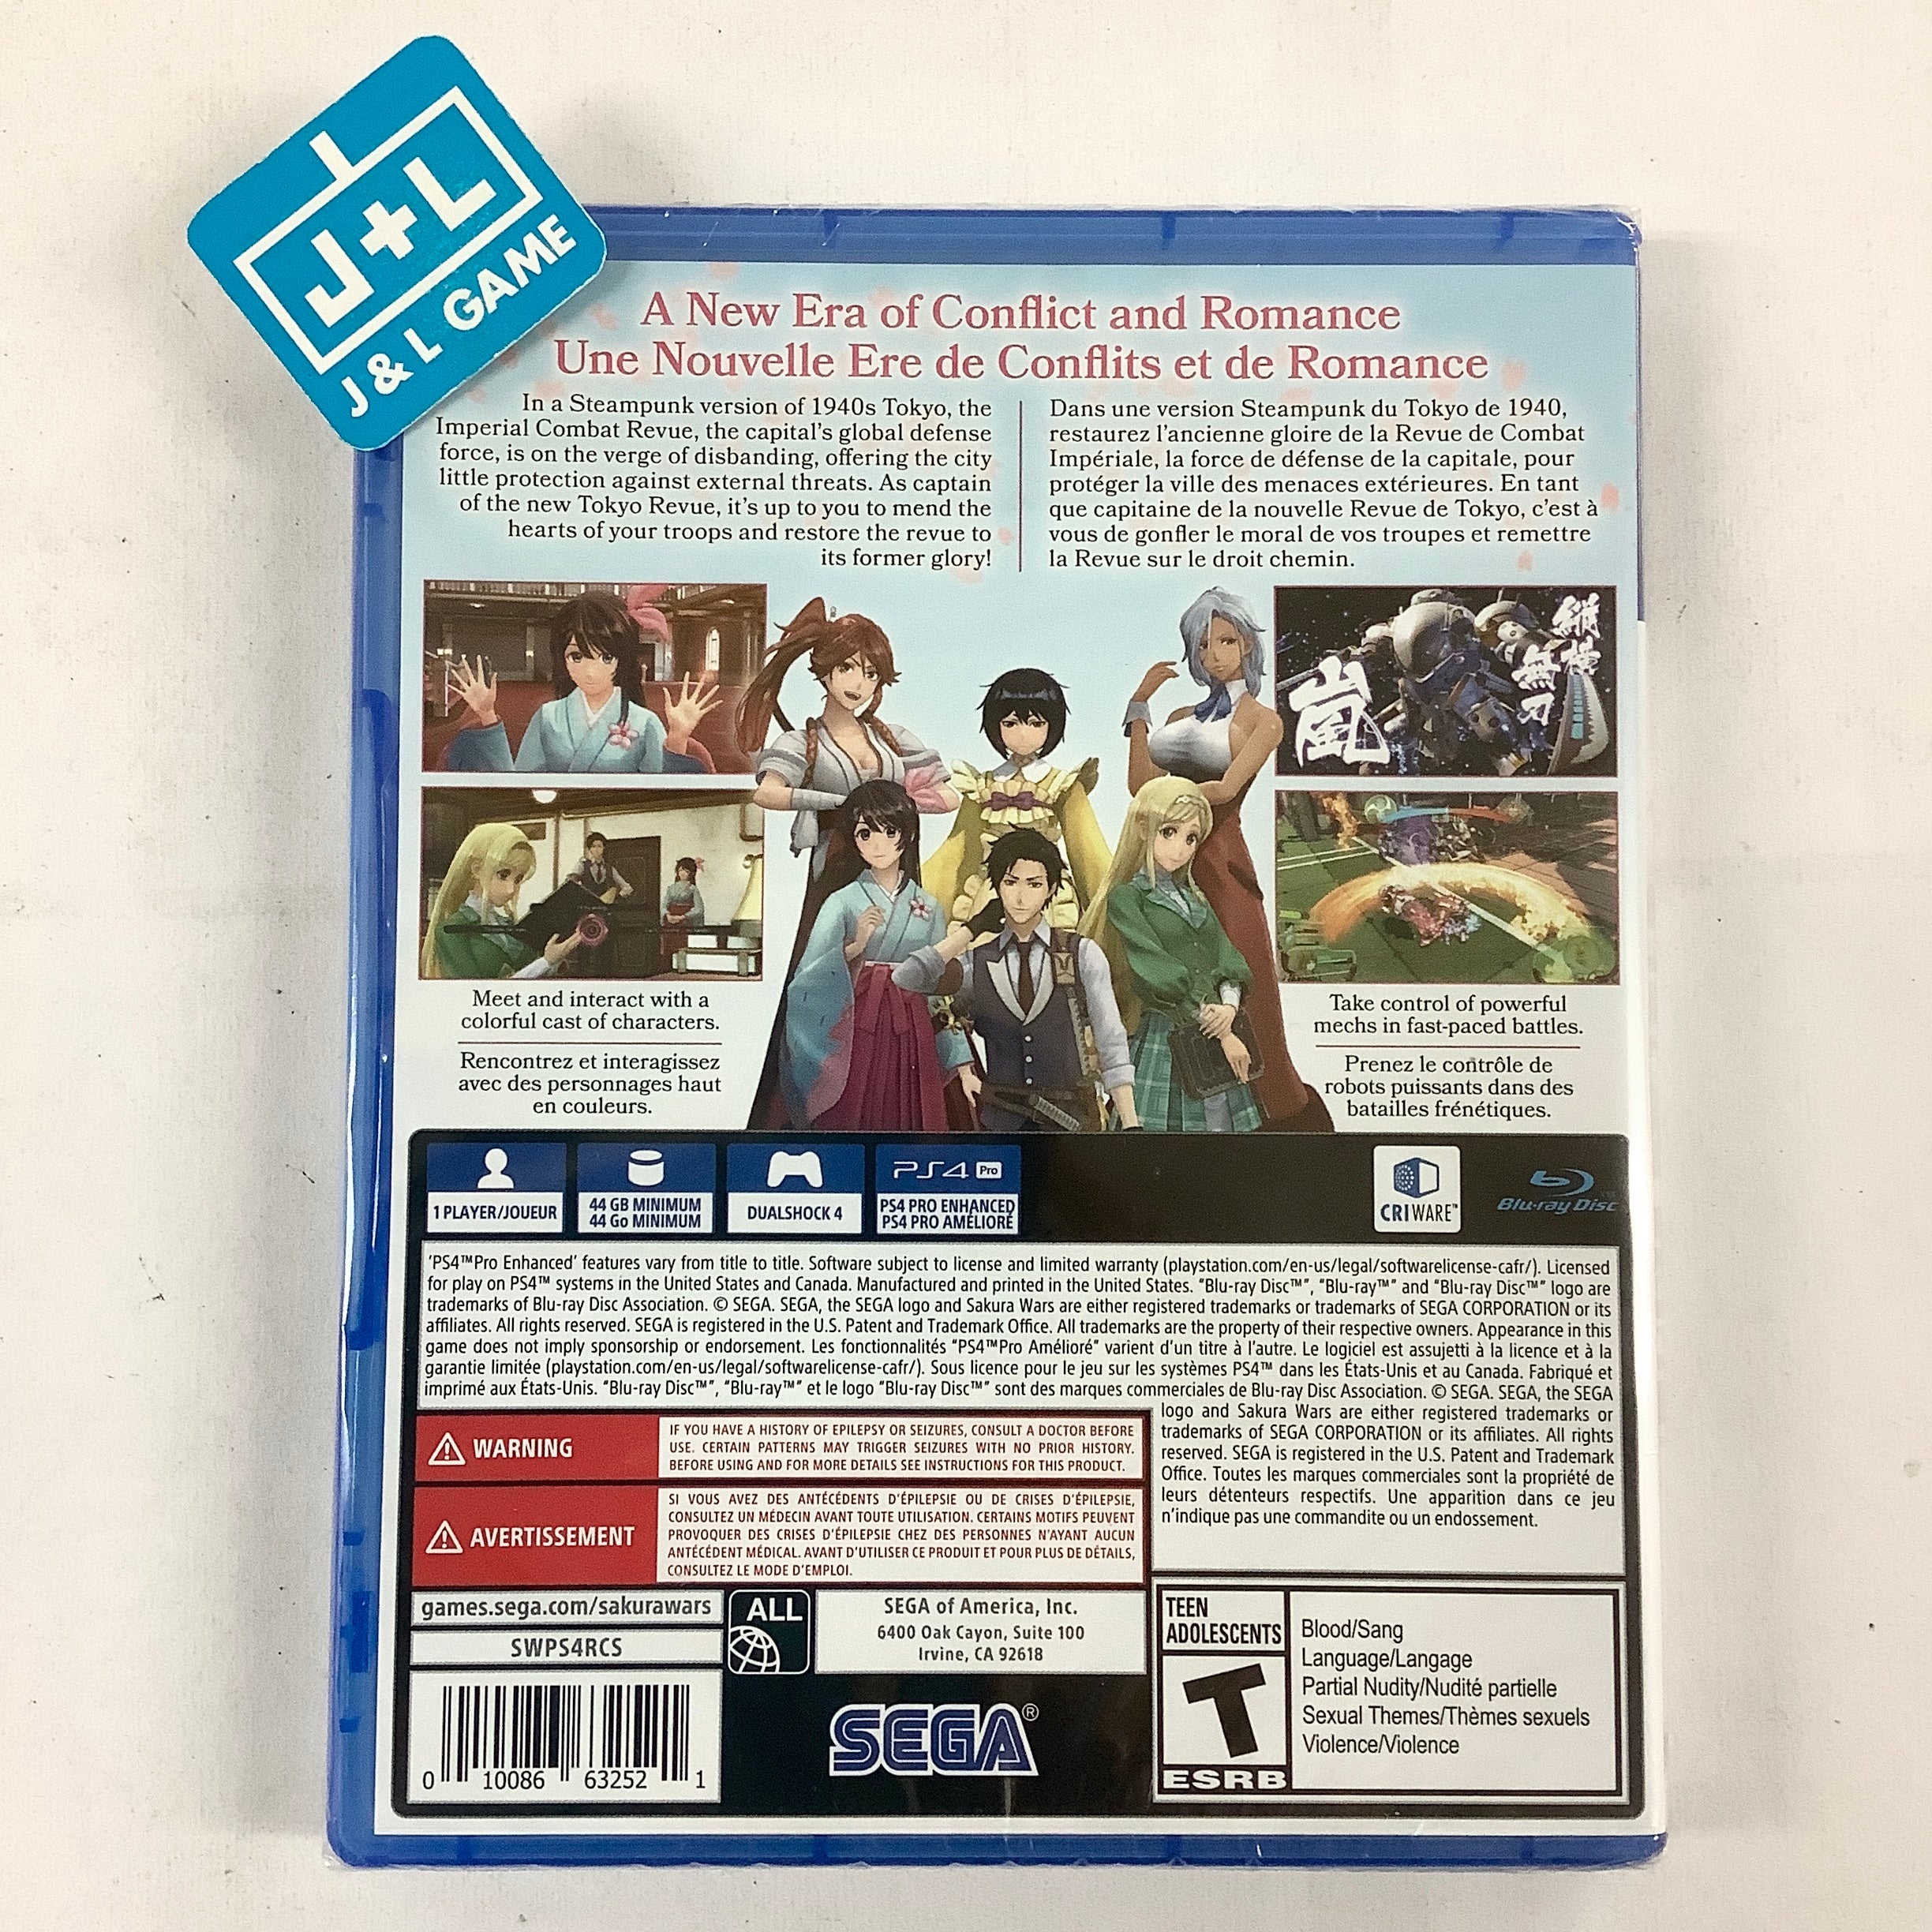 J+L
J & L GAME
A New Era of Conflict and Romance
Une Nouvelle Ere de Conflits et de Romance
In a Steampunk version of 1940s Tokyo, the
Imperial Combat Revue, the capital's global defense
force, is on the verge of disbanding, offering the city
little protection against external threats. As captain
of the new Tokyo Revue, it's up to you to mend the
hearts of your troops and restore the revue to
its former glory!
Dans une version Steampunk du Tokyo de 1940,
restaurez l'ancienne gloire de la Revue de Combat
Impériale, la force de défense de la capitale, pour
protéger la ville des menaces extérieures. En tant
que capitaine de la nouvelle Revue de Tokyo, c'est à
vous de gonfler le moral de vos troupes et remettre
la Revue sur le droit chemin.
縦横
無刃
嵐
Meet and interact with a
colorful cast of characters.
Rencontrez et interagissez
avec des personnages haut
en couleurs.
Take control of powerful
mechs in fast-paced battles.
Prenez le contrôle de
robots puissants dans des
batailles frénétiques.
1 PLAYER/JOUEUR
44 GB MINIMUM
44 Go MINIMUM
DUALSHOCK 4
PS4 Pro
PS4 PRO ENHANCED
PS4 PRO AMÉLIORÉ
CRIWARE™
Blu-ray Disc
'PS4™Pro Enhanced' features vary from title to title. Software subject to license and limited warranty (playstation.com/en-us/legal/softwarelicense-cafr/). Licensed
for play on PS4™ systems in the United States and Canada. Manufactured and printed in the United States. "Blu-ray Disc™", "Blu-ray™" and "Blu-ray Disc™" logo are
trademarks of Blu-ray Disc Association. © SEGA. SEGA, the SEGA logo and Sakura Wars are either registered trademarks or trademarks of SEGA CORPORATION or its
affiliates. All rights reserved. SEGA is registered in the U.S. Patent and Trademark Office. All trademarks are the property of their respective owners. Appearance in this
game does not imply sponsorship or endorsement. Les fonctionnalités "PS4™Pro Amélioré" varient d'un titre à l'autre. Le logiciel est assujetti à la licence et à la
garantie limitée (playstation.com/en-us/legal/softwarelicense-cafr/). Sous licence pour le jeu sur les systèmes PS4™ dans les États-Unis et au Canada. Fabriqué et
imprimé aux États-Unis. "Blu-ray Disc™", "Blu-ray™" et le logo "Blu-ray Disc™" sont des marques commerciales de Blu-ray Disc Association. © SEGA. SEGA, the SEGA
logo and Sakura Wars are either registered trademarks or
trademarks of SEGA CORPORATION or its affiliates. All rights
reserved. SEGA is registered in the U.S. Patent and Trademark
Office. Toutes les marques commerciales sont la propriété de
leurs détenteurs respectifs. Une apparition dans ce jeu
n'indique pas une commandite ou un endossement.
WARNING
IF YOU HAVE A HISTORY OF EPILEPSY OR SEIZURES, CONSULT A DOCTOR BEFORE
USE. CERTAIN PATTERNS MAY TRIGGER SEIZURES WITH NO PRIOR HISTORY.
BEFORE USING AND FOR MORE DETAILS SEE INSTRUCTIONS FOR THIS PRODUCT.
AVERTISSEMENT
SI VOUS AVEZ DES ANTÉCÉDENTS D'ÉPILEPSIE OU DE CRISES D'ÉPILEPSIE,
CONSULTEZ UN MÉDECIN AVANT TOUTE UTILISATION. CERTAINS MOTIFS PEUVENT
PROVOQUER DES CRISES D'ÉPILEPSIE CHEZ DES PERSONNES N'AYANT AUCUN
ANTÉCÉDENT MÉDICAL. AVANT D'UTILISER CE PRODUIT ET POUR PLUS DE DÉTAILS,
CONSULTEZ LE MODE D'EMPLOI.
games.sega.com/sakurawars
SWPS4RCS
ALL
SEGA of America, Inc.
6400 Oak Cayon, Suite 100
Irvine, CA 92618
0 10086 63252 1
SEGA®
TEEN
ADOLESCENTS
T
ESRB
Blood/Sang
Language/Langage
Partial Nudity/Nudité partielle
Sexual Themes/Thèmes sexuels
Violence/Violence